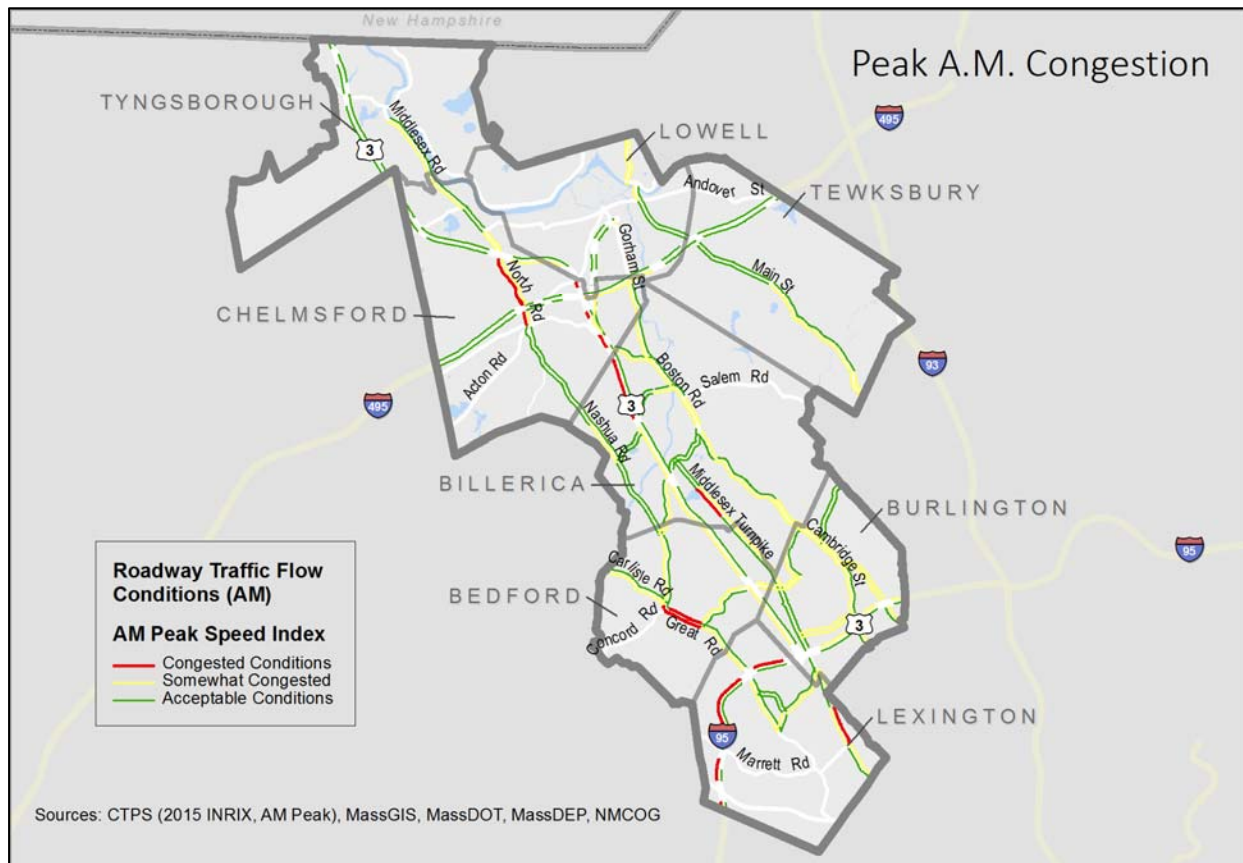 New Hampshire
Peak A.M. Congestion
TYNGSBOROUGH
3
Middlesex Rd
495
LOWELL
Andover St
TEWKSBURY
Gorham St
Main St
North Rd
CHELMSFORD
Acton Rd
495
93
Boston Rd
Salem Rd
3
Nashua Rd
BILLERICA
Middlesex Turnpike
BURLINGTON
Cambridge St
95
Carlisle Rd
BEDFORD
Concord Rd
Great Rd
3
LEXINGTON
95
Marrett Rd
Roadway Traffic Flow
Conditions (AM)
AM Peak Speed Index
Congested Conditions
Somewhat Congested
Acceptable Conditions
Sources: CTPS (2015 INRIX, AM Peak), MassGIS, MassDOT, MassDEP, NMCOG